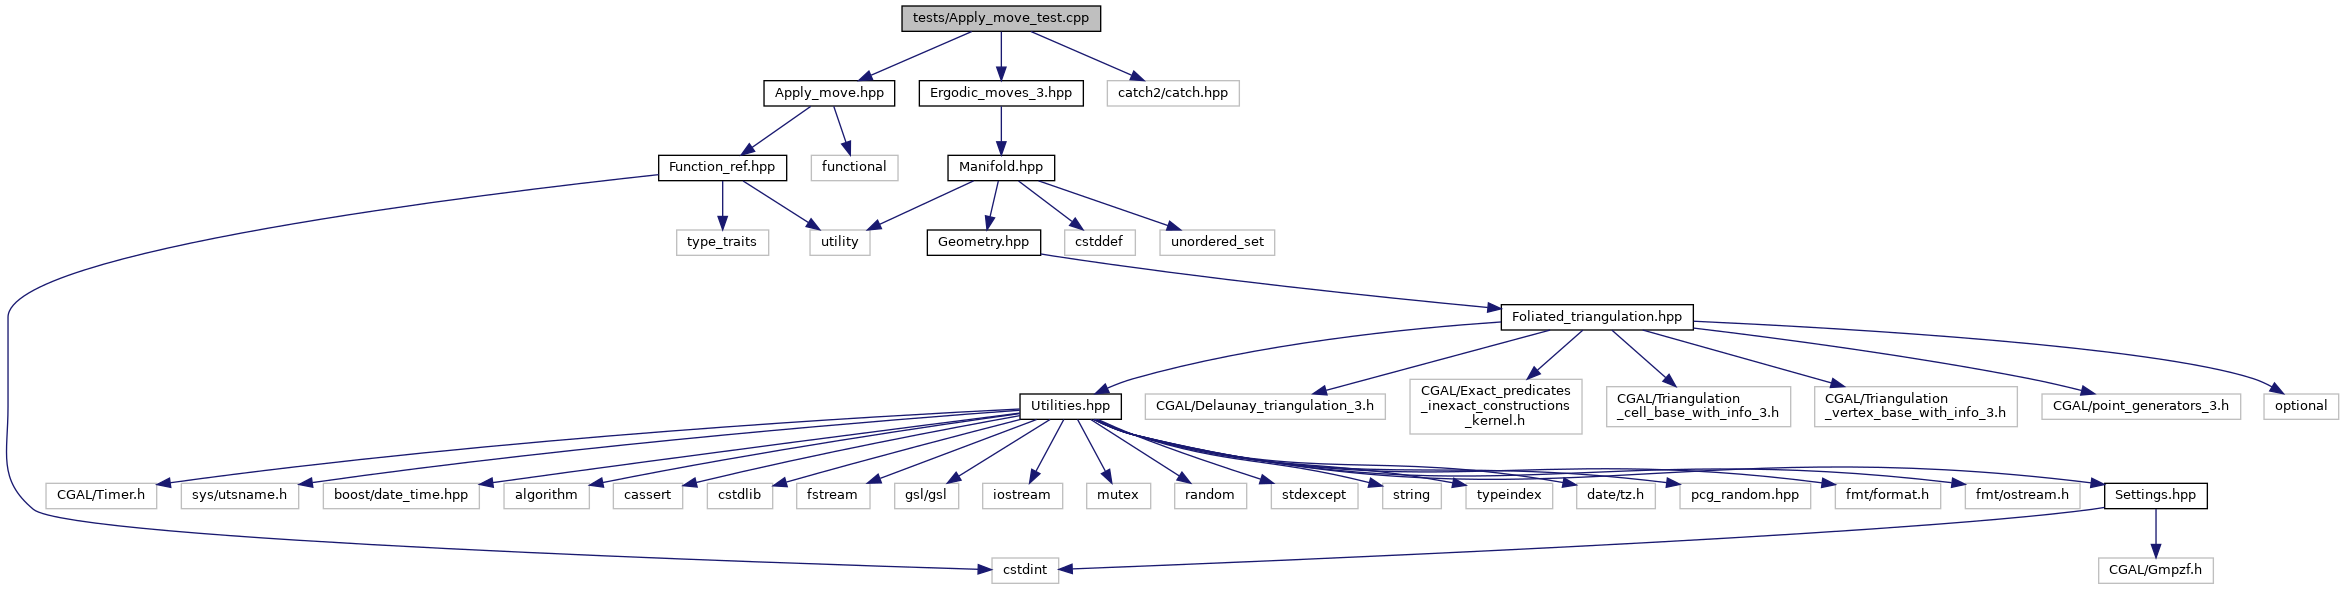 tests/Apply_move_test.cpp
Apply_move.hpp
Ergodic_moves_3.hpp
catch2/catch.hpp
Function_ref.hpp
functional
Manifold.hpp
type_traits
utility
Geometry.hpp
cstddef
unordered_set
Foliated_triangulation.hpp
Utilities.hpp
CGAL/Delaunay_triangulation_3.h
CGAL/Exact_predicates
_inexact_constructions
_kernel.h
CGAL/Triangulation
_cell_base_with_info_3.h
CGAL/Triangulation
_vertex_base_with_info_3.h
CGAL/point_generators_3.h
optional
CGAL/Timer.h
sys/utsname.h
boost/date_time.hpp
algorithm
cassert
cstdlib
fstream
gsl/gsl
iostream
mutex
random
stdexcept
string
typeindex
date/tz.h
pcg_random.hpp
fmt/format.h
fmt/ostream.h
Settings.hpp
cstdint
CGAL/Gmpzf.h